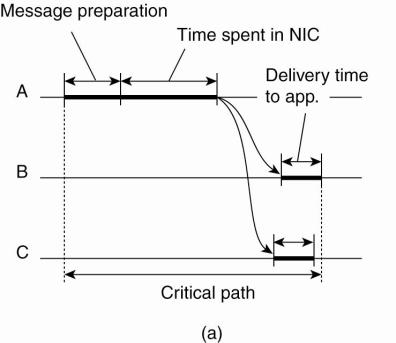 Message preparation
Time spent in NIC
Delivery time
to app.
A
B
C
Critical path
(a)